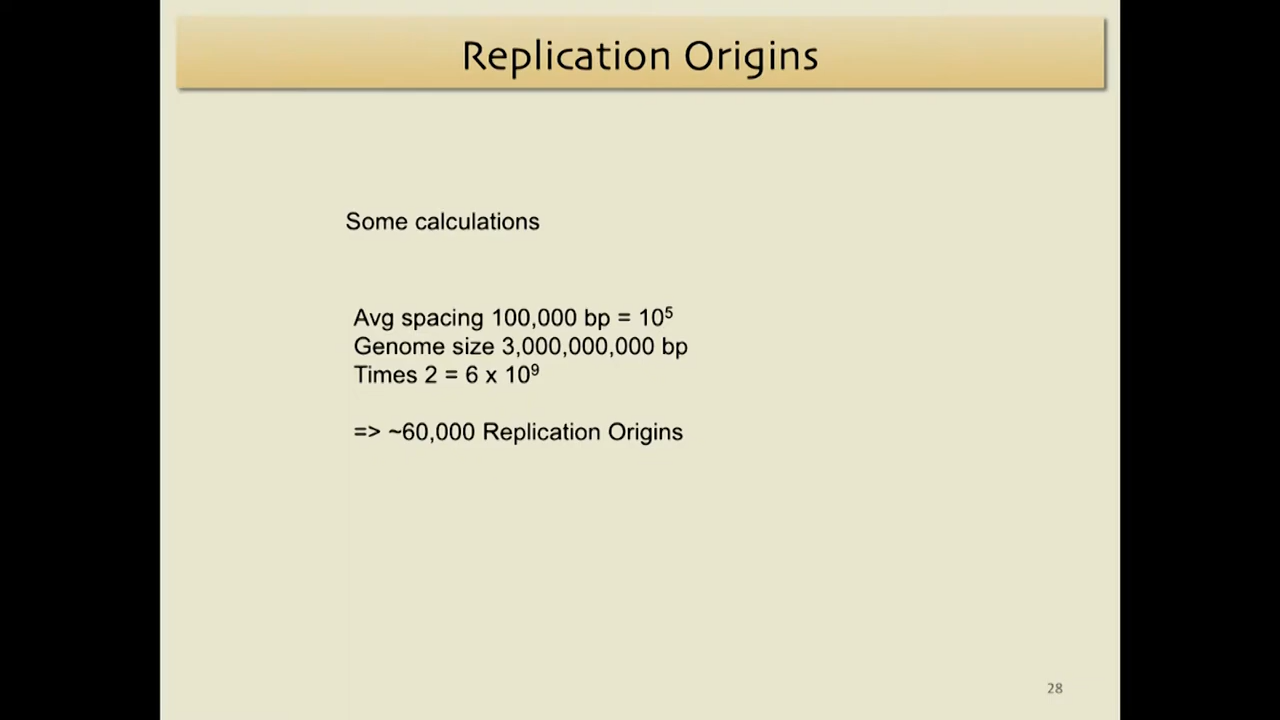 Replication Origins
Some calculations
Avg spacing 100,000 bp = 10⁵
Genome size 3,000,000,000 bp
Times 2 = 6 x 10⁹
=> ~60,000 Replication Origins
28